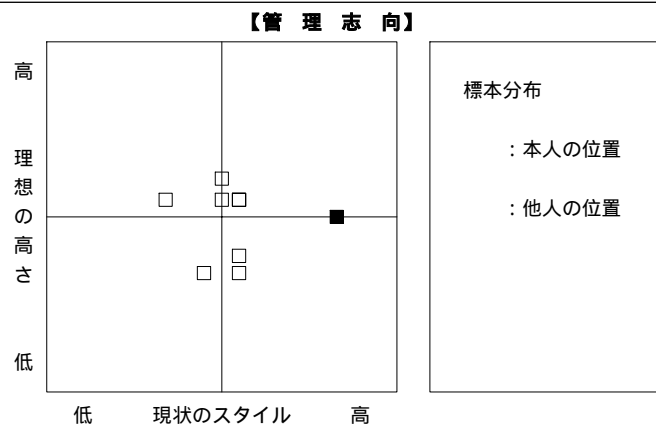 【管 理 志 向】
高
理想の高さ
低
低 現状のスタイル 高
標本分布
：本人の位置
：他人の位置